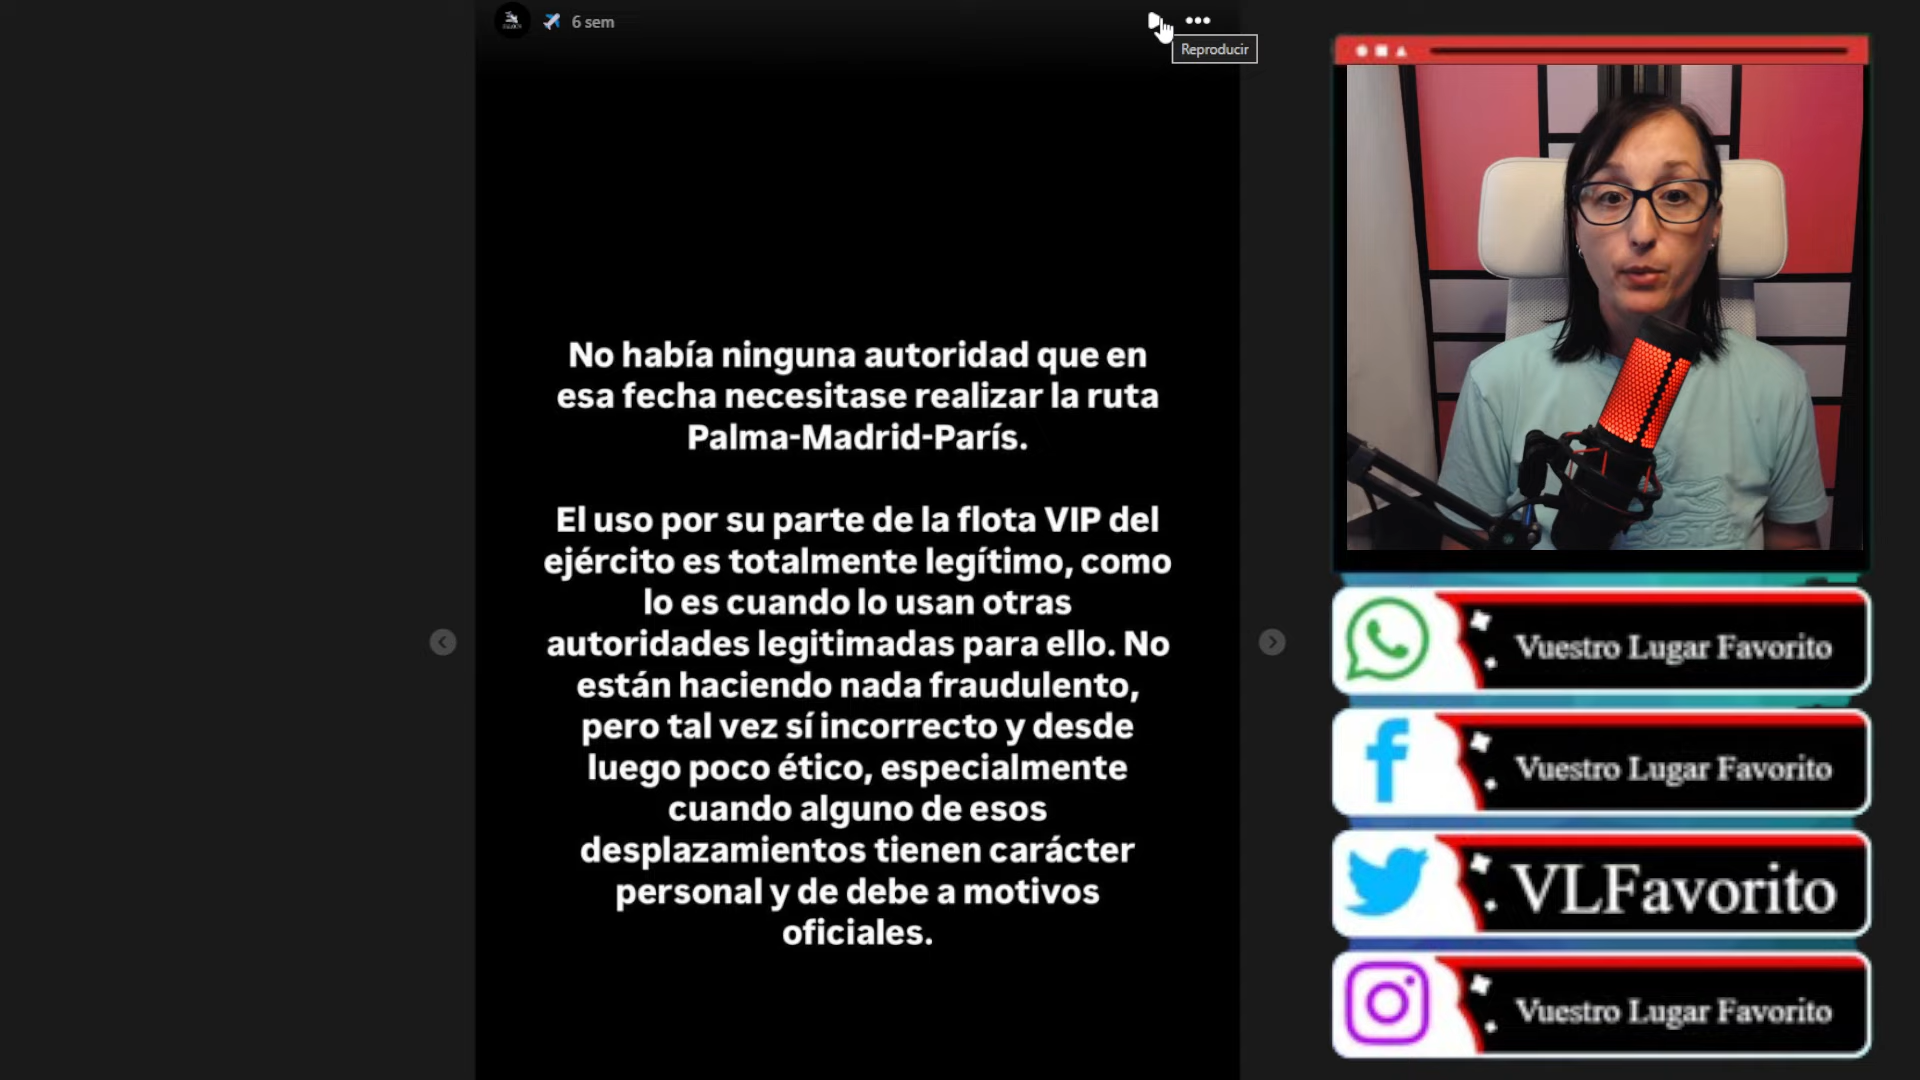 6 sem
Reproducir
No había ninguna autoridad que en
esa fecha necesitase realizar la ruta
Palma-Madrid-París.
El uso por su parte de la flota VIP del
ejército es totalmente legítimo, como
lo es cuando lo usan otras
autoridades legitimadas para ello. No
están haciendo nada fraudulento,
pero tal vez sí incorrecto y desde
luego poco ético, especialmente
cuando alguno de esos
desplazamientos tienen carácter
personal y de debe a motivos
oficiales.
Vuestro Lugar Favorito
Vuestro Lugar Favorito
VLFavorito
Vuestro Lugar Favorito